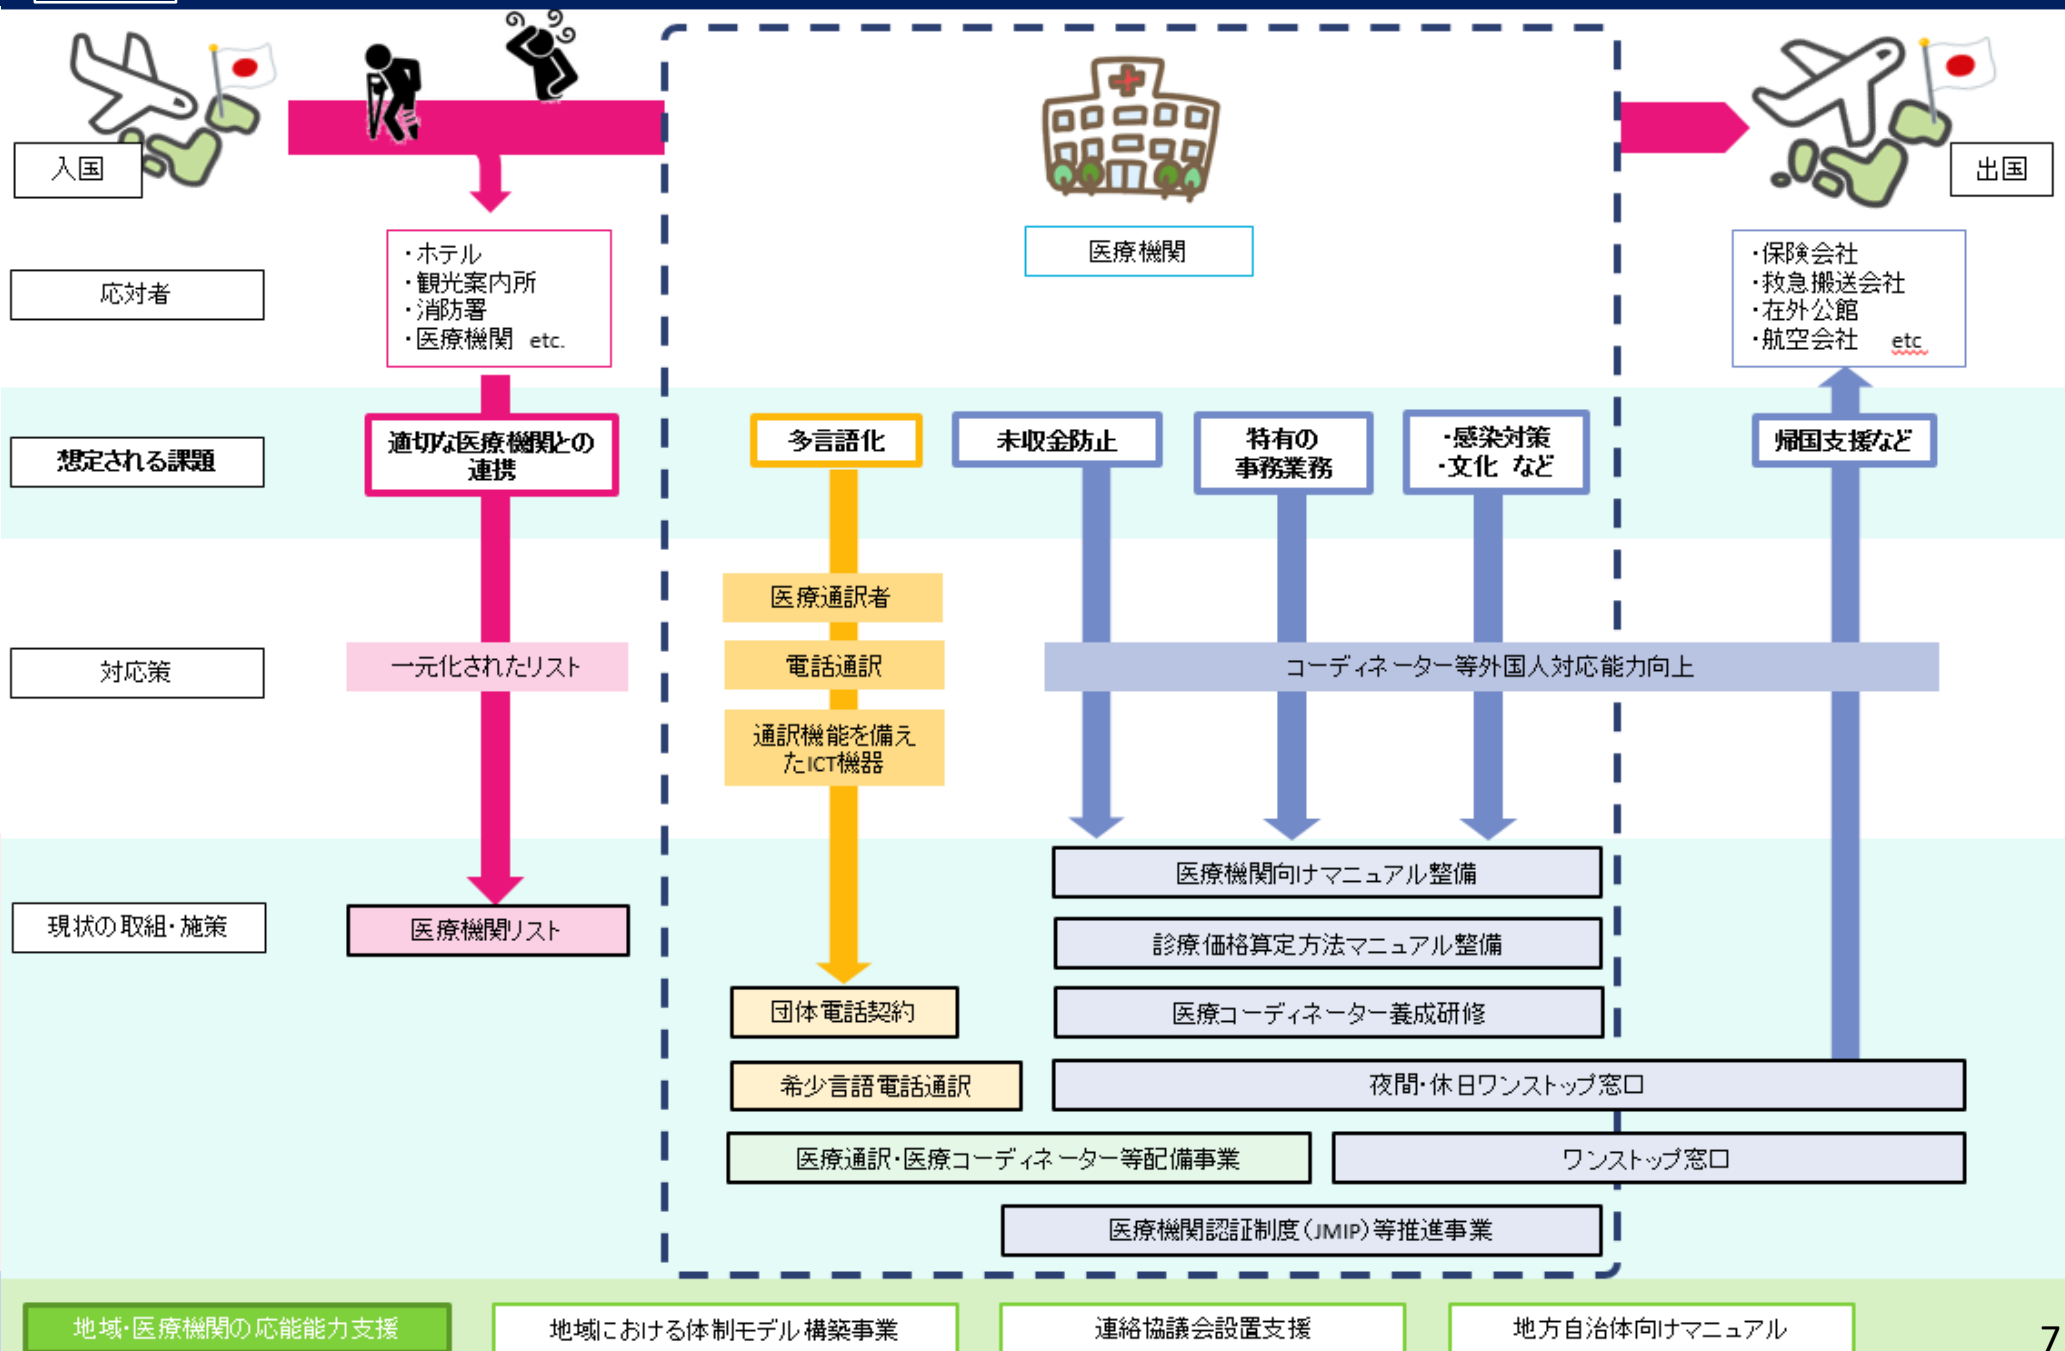 入国
出国
応対者
・ホテル
・観光案内所
・消防署
・医療機関 etc.
医療機関
・保険会社
・救急搬送会社
・在外公館
・航空会社 etc
想定される課題
適切な医療機関との
連携
多言語化
未収金防止
特有の
事務業務
・感染対策
・文化 など
帰国支援など
対応策
一元化されたリスト
医療通訳者
電話通訳
通訳機能を備え
たICT機器
コーディネーター等外国人対応能力向上
現状の取組・施策
医療機関リスト
医療機関向けマニュアル整備
診療価格算定方法マニュアル整備
団体電話契約
医療コーディネーター養成研修
希少言語電話通訳
夜間・休日ワンストップ窓口
医療通訳・医療コーディネーター等配備事業
ワンストップ窓口
医療機関認証制度（JMIP）等推進事業
地域・医療機関の応能能力支援
地域における体制モデル構築事業
連絡協議会設置支援
地方自治体向けマニュアル
7